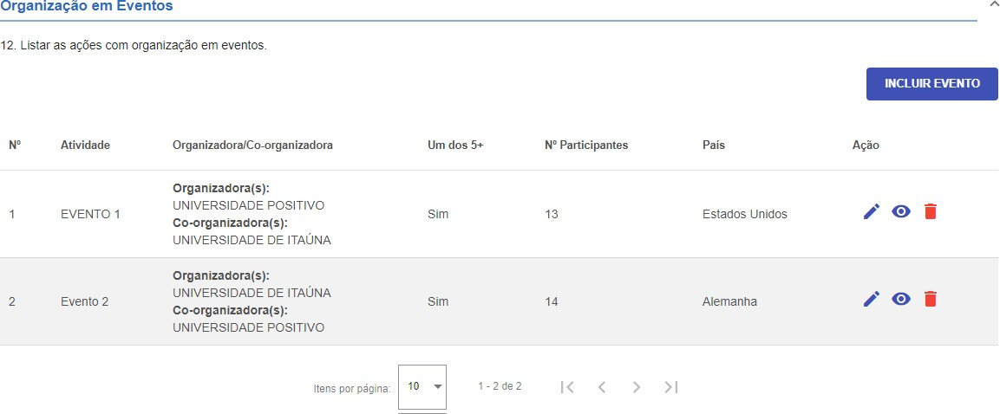 Organização em Eventos
12. Listar as ações com organização em eventos.
INCLUIR EVENTO
Nº Atividade Organizadora/Co-organizadora Um dos 5+ Nº Participantes País Ação
Organizadora(s):
UNIVERSIDADE POSITIVO
1 EVENTO 1 Sim 13 Estados Unidos
Co-organizadora(s):
UNIVERSIDADE DE ITAÚNA
Organizadora(s):
UNIVERSIDADE DE ITAÚNA
2 Evento 2 Sim 14 Alemanha
Co-organizadora(s):
UNIVERSIDADE POSITIVO
Itens por página: 10 1 - 2 de 2